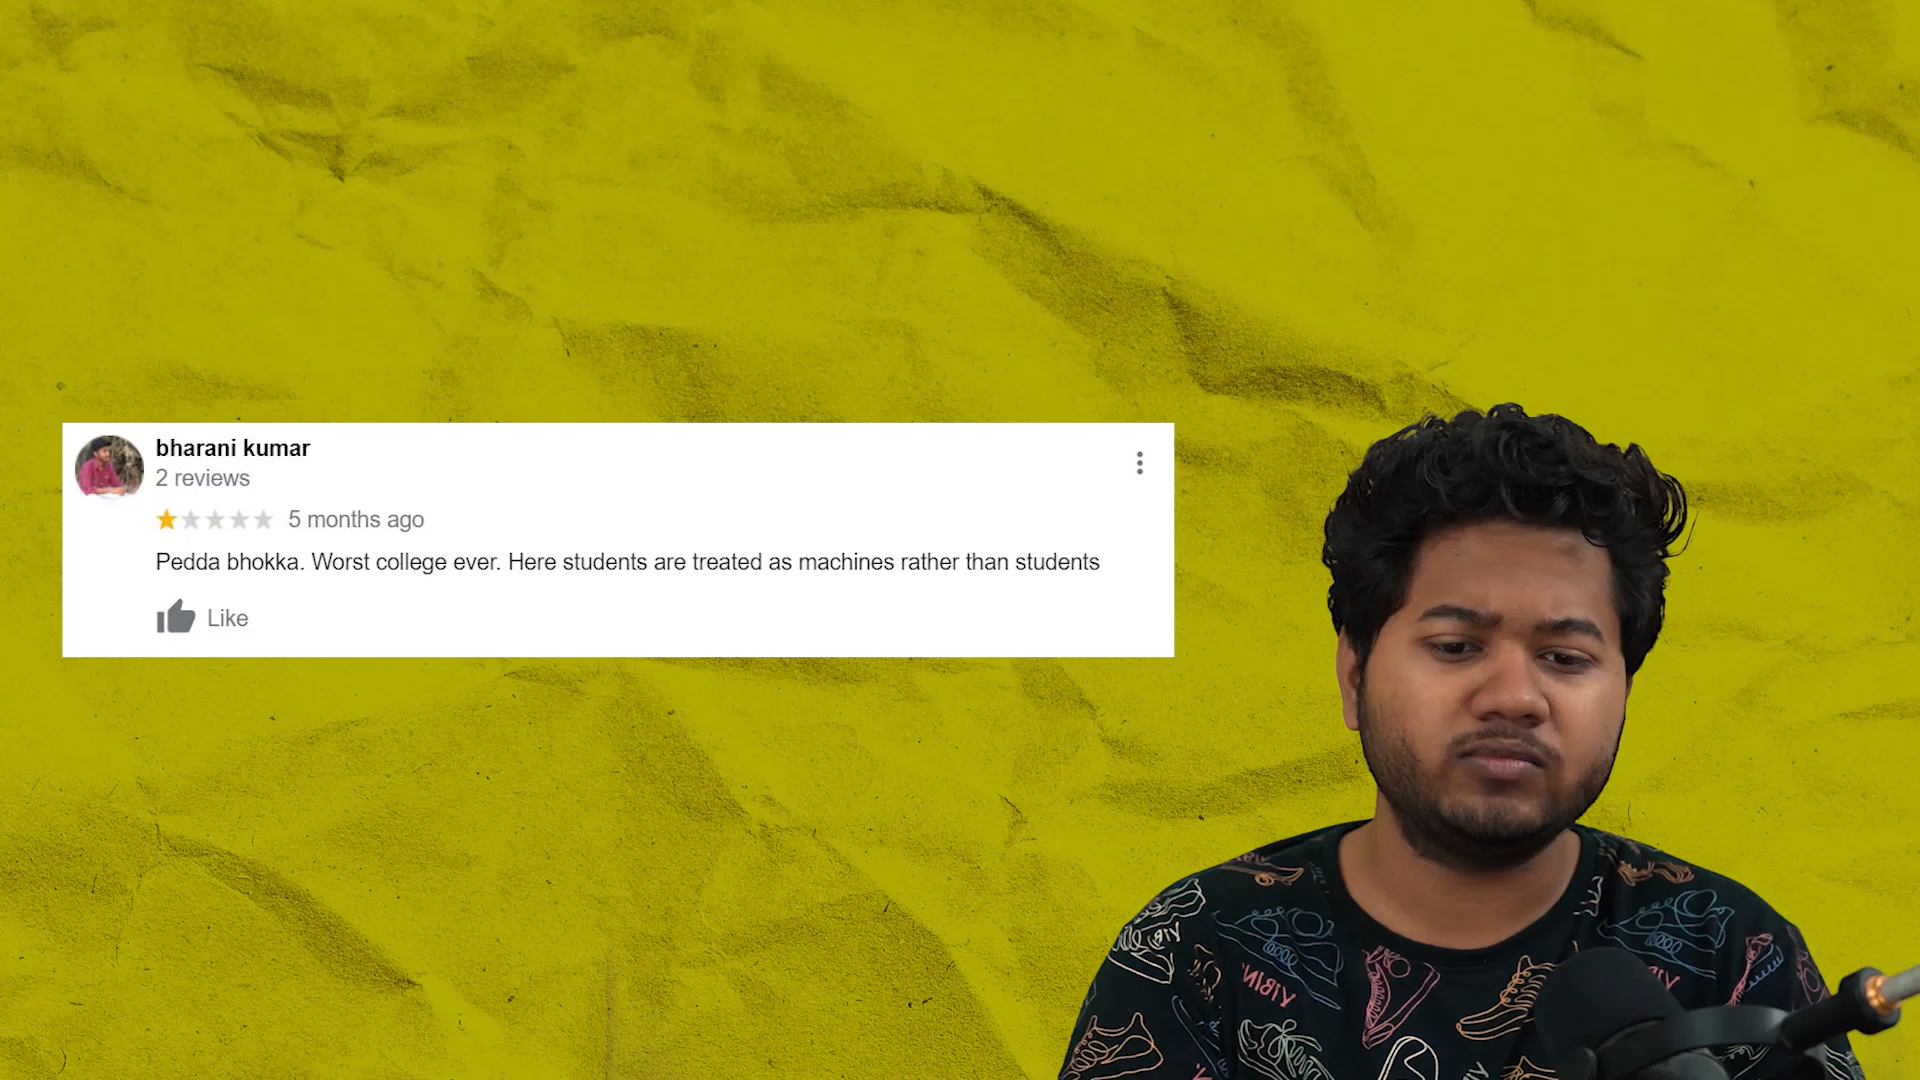 bharani kumar
2 reviews
5 months ago
Pedda bhokka. Worst college ever. Here students are treated as machines rather than students
Like